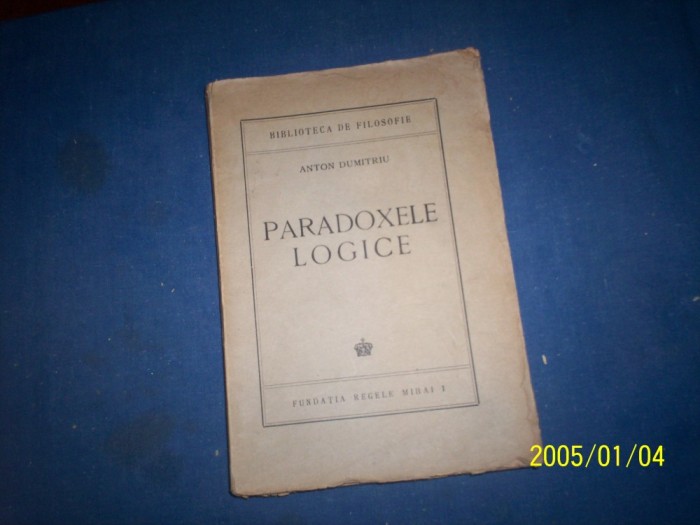 BIBLIOTECA DE FILOSOFIE
ANTON DUMITRIU
PARADOXELE
LOGICE
FUNDAȚIA REGELE MIHAI I
2005/01/04